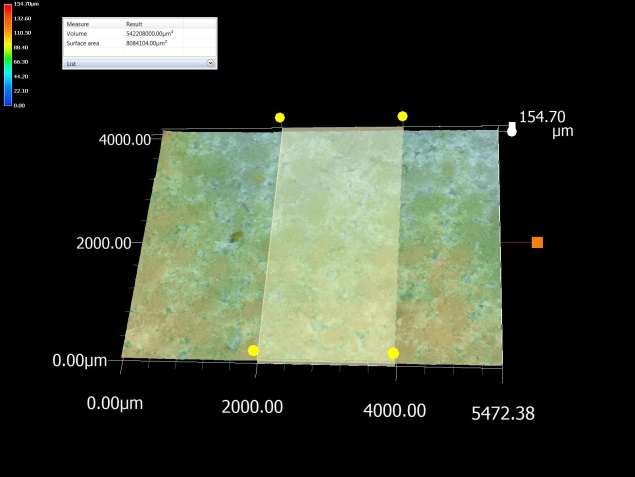 154.70µm
132.60
110.50
88.40
66.30
44.20
22.10
0.00
Measure Result
Volume 542208000.00µm³
Surface area 8084104.00µm²
List
154.70
µm
4000.00
2000.00
0.00µm
0.00µm 2000.00 4000.00 5472.38